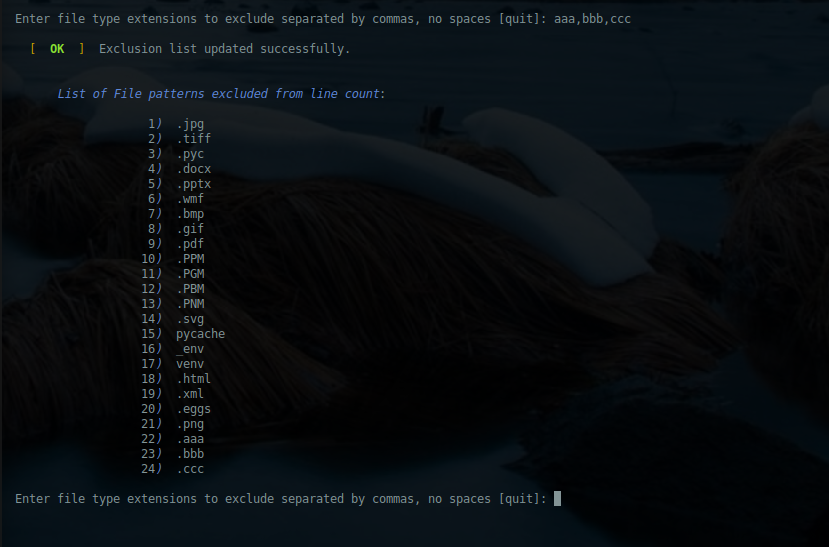 Enter file type extensions to exclude separated by commas, no spaces [quit]: aaa,bbb,ccc
[ OK ] Exclusion list updated successfully.
List of File patterns excluded from line count:
1) .jpg
2) .tiff
3) .pyc
4) .docx
5) .pptx
6) .wmf
7) .bmp
8) .gif
9) .pdf
10) .PPM
11) .PGM
12) .PBM
13) .PNM
14) .svg
15) pycache
16) _env
17) venv
18) .html
19) .xml
20) .eggs
21) .png
22) .aaa
23) .bbb
24) .ccc
Enter file type extensions to exclude separated by commas, no spaces [quit]: